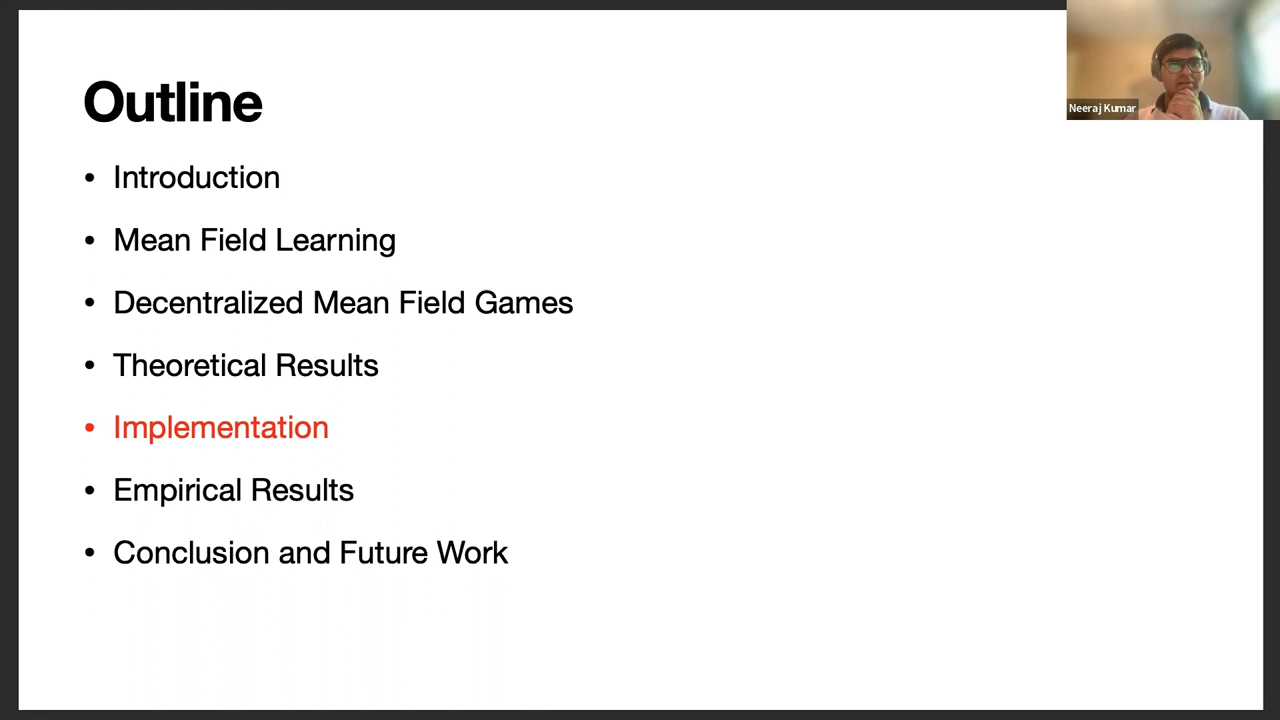 Outline
• Introduction
• Mean Field Learning
• Decentralized Mean Field Games
• Theoretical Results
• Implementation
• Empirical Results
• Conclusion and Future Work
Neeraj Kumar